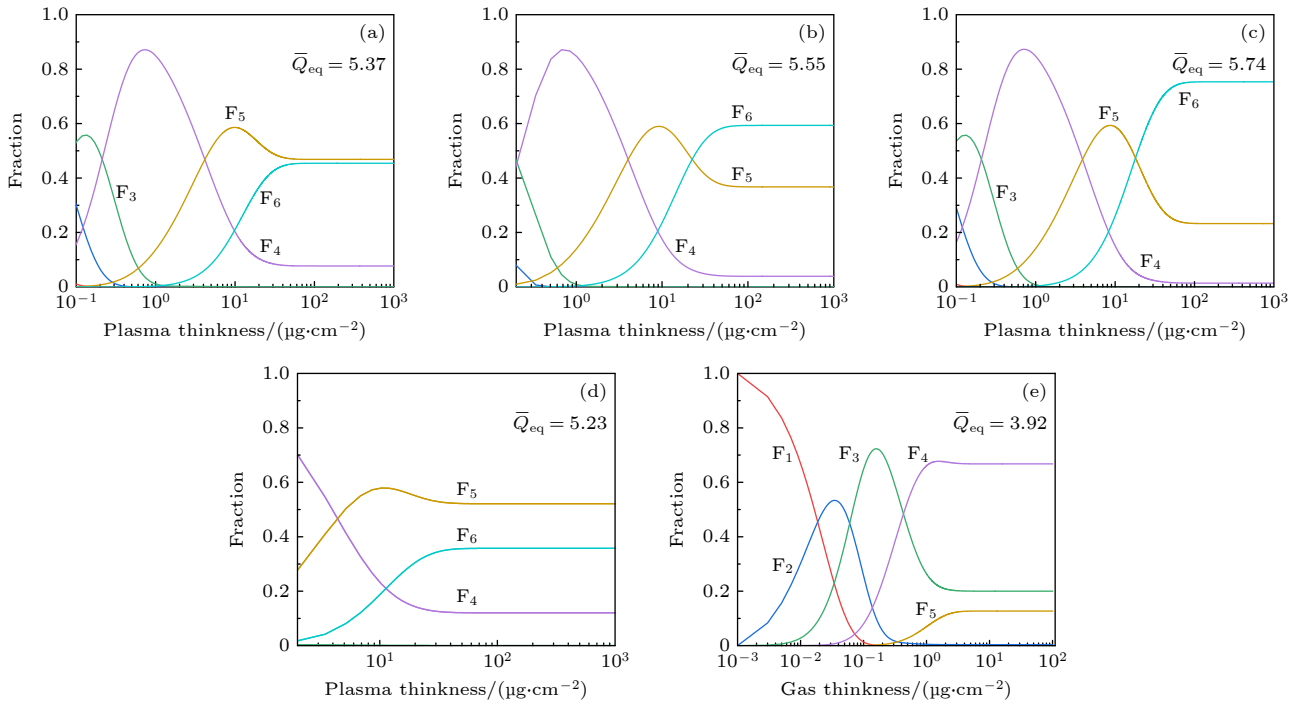 (a)
Q̅eq = 5.37
F5
F3
F6
F4
Fraction
1.0
0.8
0.6
0.4
0.2
0
10⁻¹ 10⁰ 10¹ 10² 10³
Plasma thinkness/(µg·cm⁻²)
(b)
Q̅eq = 5.55
F6
F5
F4
Fraction
1.0
0.8
0.6
0.4
0.2
0
10⁰ 10¹ 10² 10³
Plasma thinkness/(µg·cm⁻²)
(c)
Q̅eq = 5.74
F5
F6
F3
F4
Fraction
1.0
0.8
0.6
0.4
0.2
0
10⁻¹ 10⁰ 10¹ 10² 10³
Plasma thinkness/(µg·cm⁻²)
(d)
Q̅eq = 5.23
F5
F6
F4
Fraction
1.0
0.8
0.6
0.4
0.2
0
10¹ 10² 10³
Plasma thinkness/(µg·cm⁻²)
(e)
Q̅eq = 3.92
F1 F3 F4
F2
F5
Fraction
1.0
0.8
0.6
0.4
0.2
0
10⁻³ 10⁻² 10⁻¹ 10⁰ 10¹ 10²
Gas thinkness/(µg·cm⁻²)